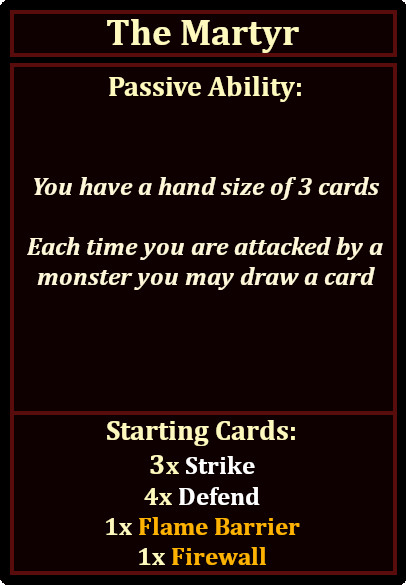 The Martyr
Passive Ability:
You have a hand size of 3 cards
Each time you are attacked by a
monster you may draw a card
Starting Cards:
3x Strike
4x Defend
1x Flame Barrier
1x Firewall